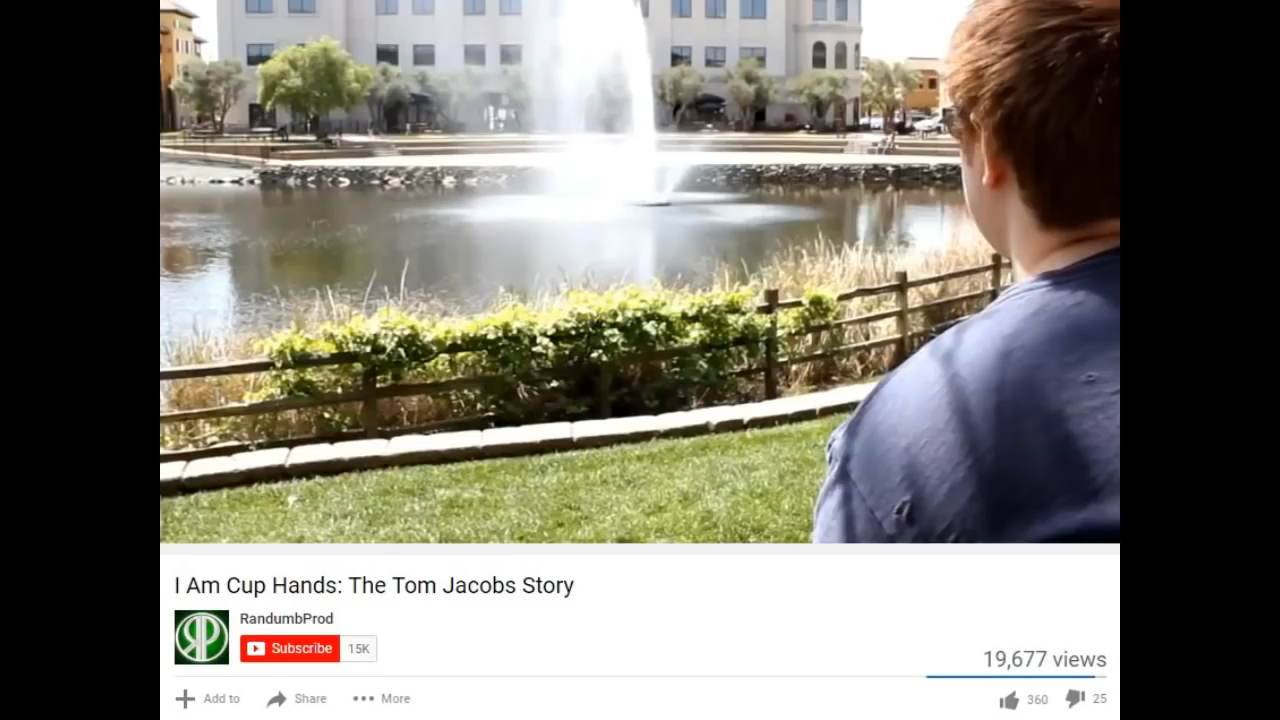 I Am Cup Hands: The Tom Jacobs Story
RandumbProd
Subscribe 15K
19,677 views
Add to Share More 360 25